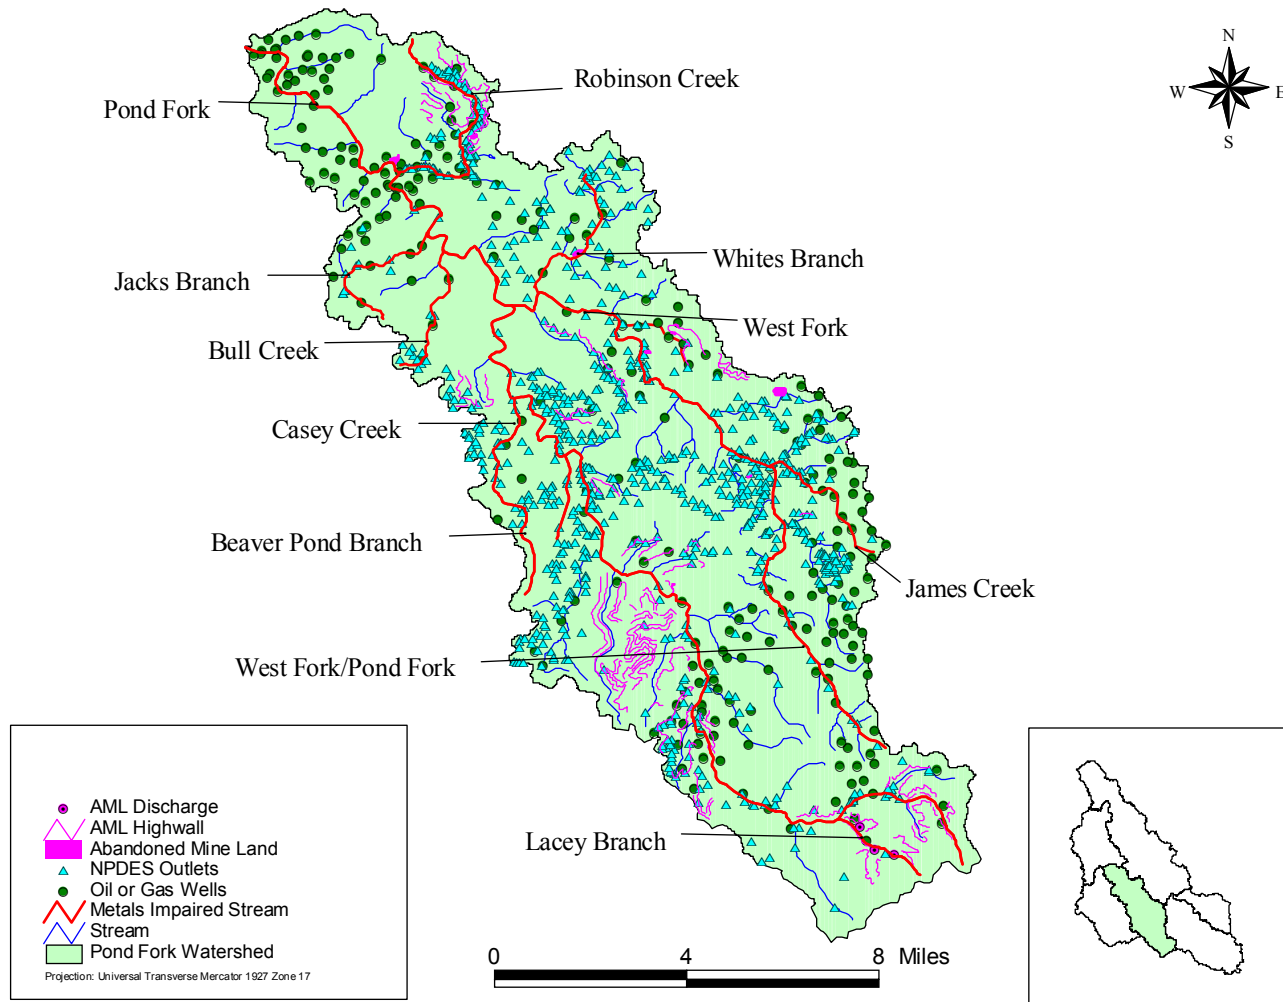 N
W
E
S
Robinson Creek
Pond Fork
Whites Branch
Jacks Branch
West Fork
Bull Creek
Casey Creek
Beaver Pond Branch
James Creek
West Fork/Pond Fork
Lacey Branch
AML Discharge
AML Highwall
Abandoned Mine Land
NPDES Outlets
Oil or Gas Wells
Metals Impaired Stream
Stream
Pond Fork Watershed
Projection: Universal Transverse Mercator 1927 Zone 17
0 4 8 Miles